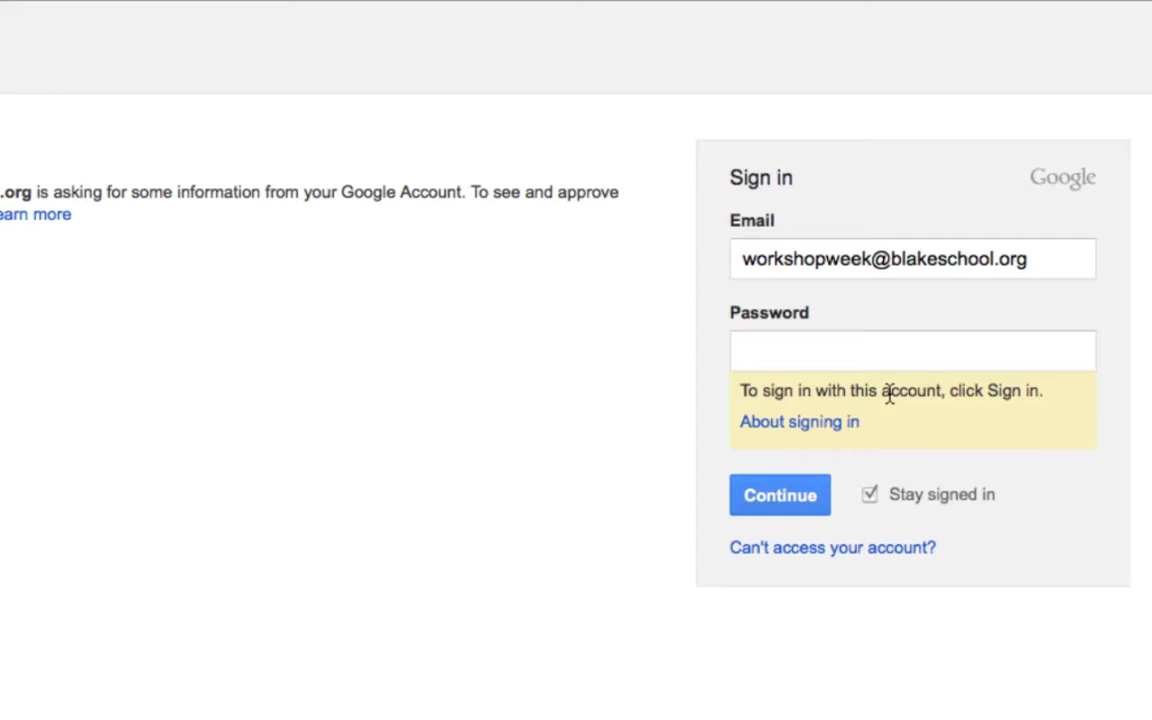 .org is asking for some information from your Google Account. To see and approve
earn more
Sign in Google
Email
workshopweek@blakeschool.org
Password
To sign in with this account, click Sign in.
About signing in
Continue Stay signed in
Can't access your account?